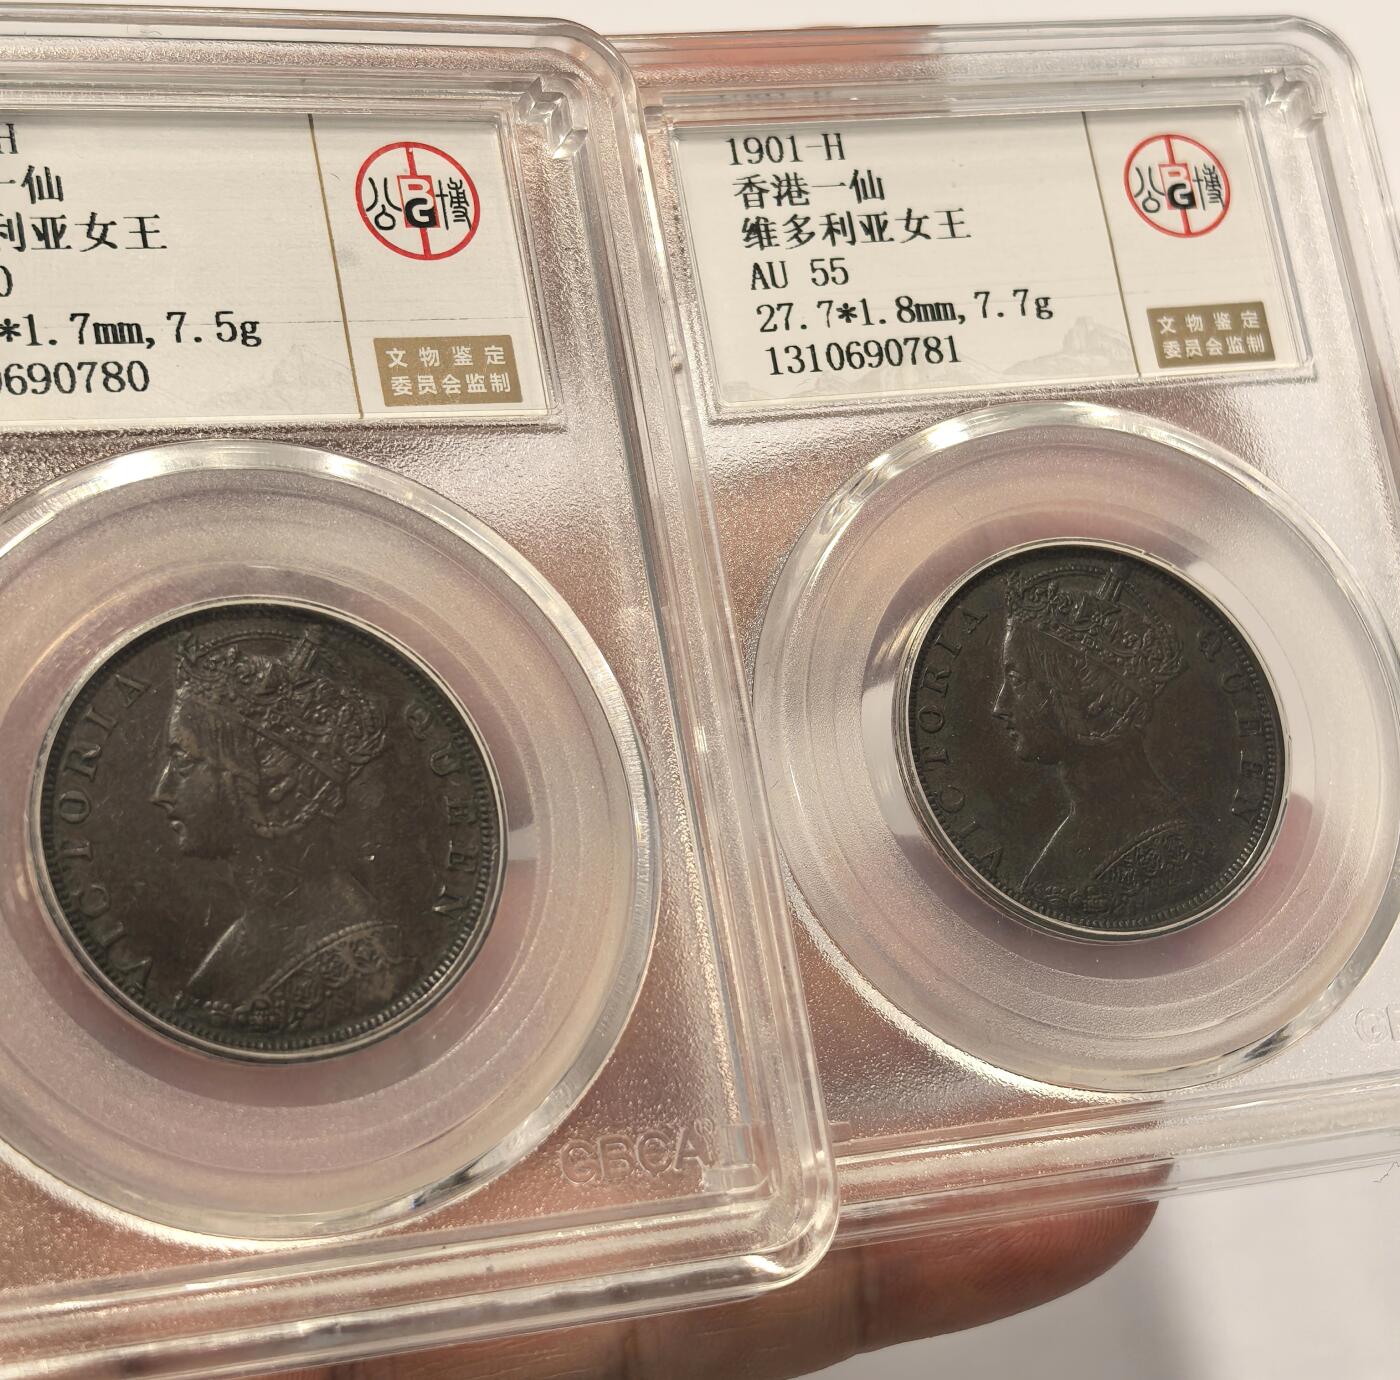 H
一仙
利亚女王
0
*1.7mm,7.5g
0690780
公 BG 博
文物鉴定
委员会监制
VICTORIA QUEEN
GBCA
1901-H
香港一仙
维多利亚女王
AU 55
27.7*1.8mm,7.7g
1310690781
公 BG 博
文物鉴定
委员会监制
VICTORIA QUEEN
G